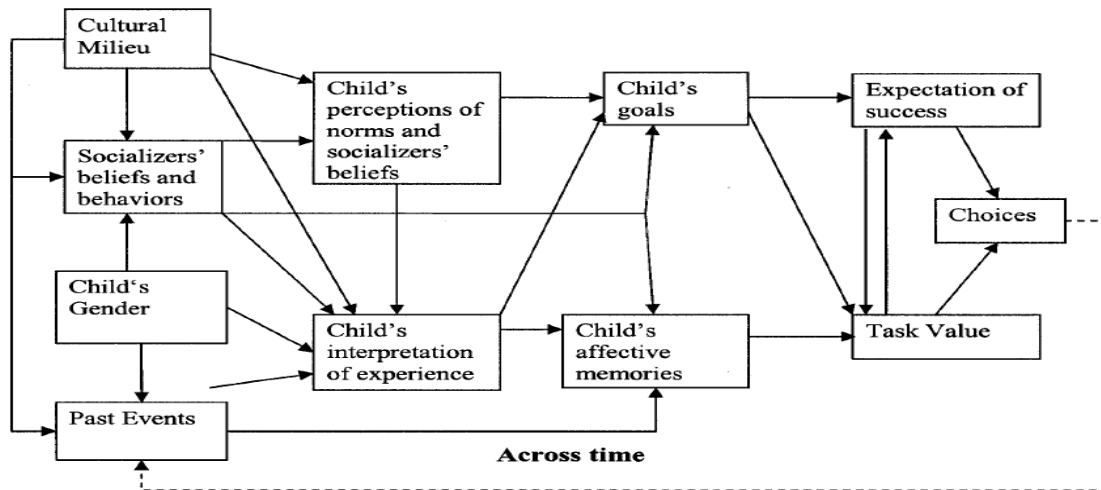 Cultural
Milieu
Socializers'
beliefs and
behaviors
Child‘s
Gender
Past Events
Child's
perceptions of
norms and
socializers'
beliefs
Child's
interpretation
of experience
Child's
goals
Child's
affective
memories
Expectation of
success
Choices
Task Value
Across time